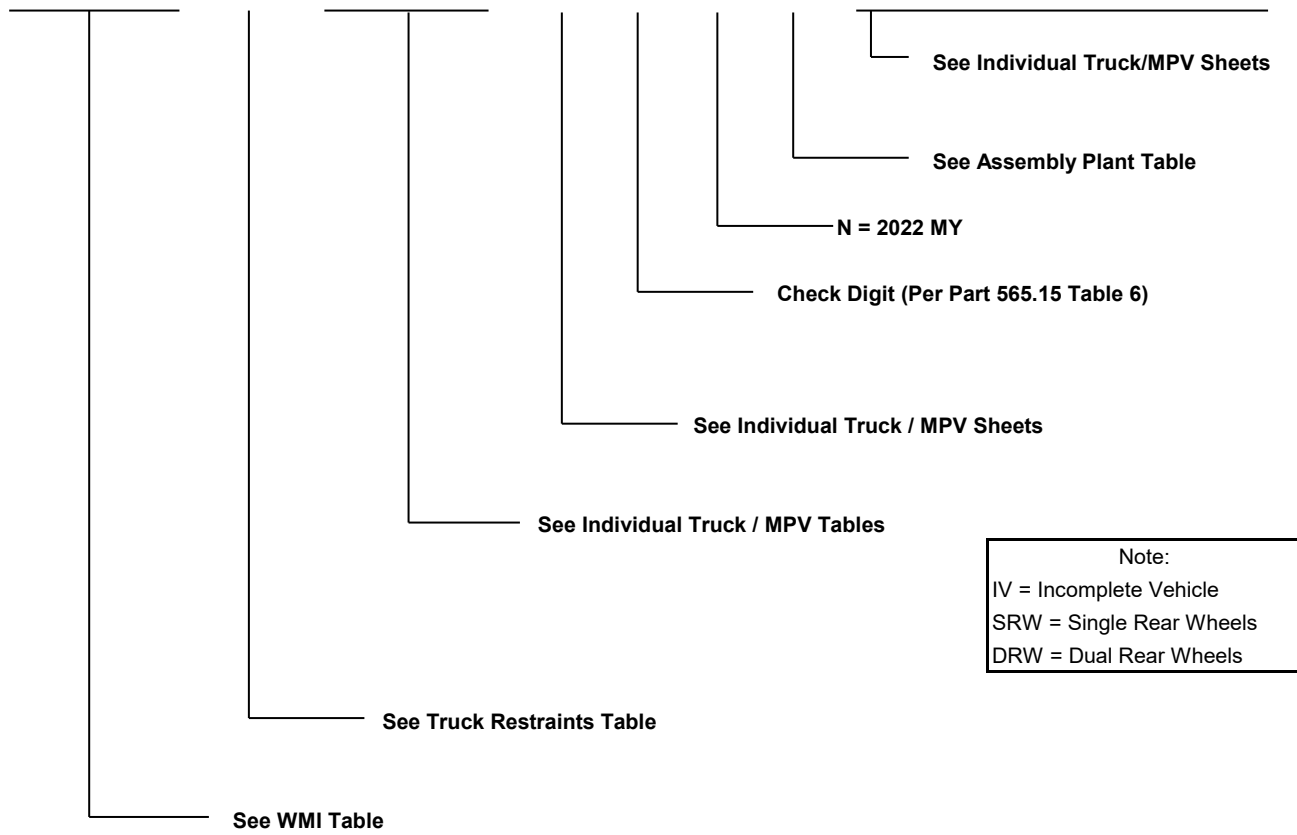 See Individual Truck/MPV Sheets
See Assembly Plant Table
N = 2022 MY
Check Digit (Per Part 565.15 Table 6)
See Individual Truck / MPV Sheets
See Individual Truck / MPV Tables
Note:
IV = Incomplete Vehicle
SRW = Single Rear Wheels
DRW = Dual Rear Wheels
See Truck Restraints Table
See WMI Table